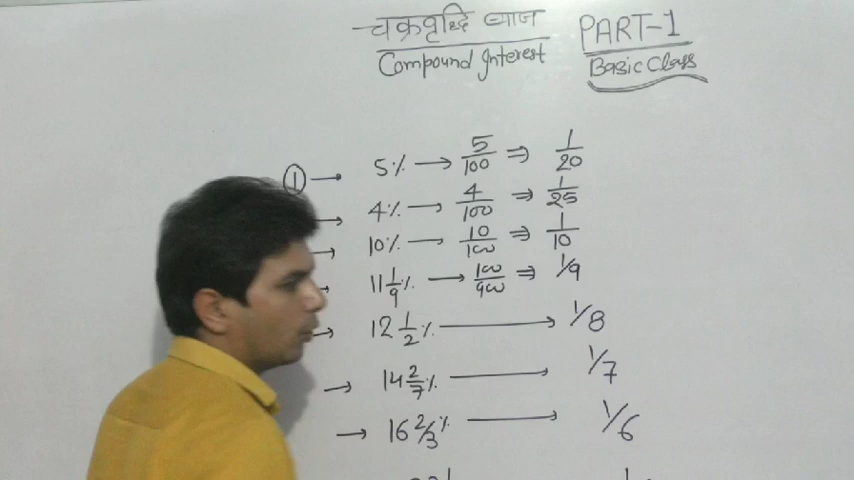 चक्रवृद्धि ब्याज PART-1
Compound Interest Basic Class
① → 5% → 5/100 ⇒ 1/20
→ 4% → 4/100 ⇒ 1/25
→ 10% → 10/100 ⇒ 1/10
→ 11 1/9% → 100/900 ⇒ 1/9
→ 12 1/2% → 1/8
→ 14 2/7% → 1/7
→ 16 2/3% → 1/6